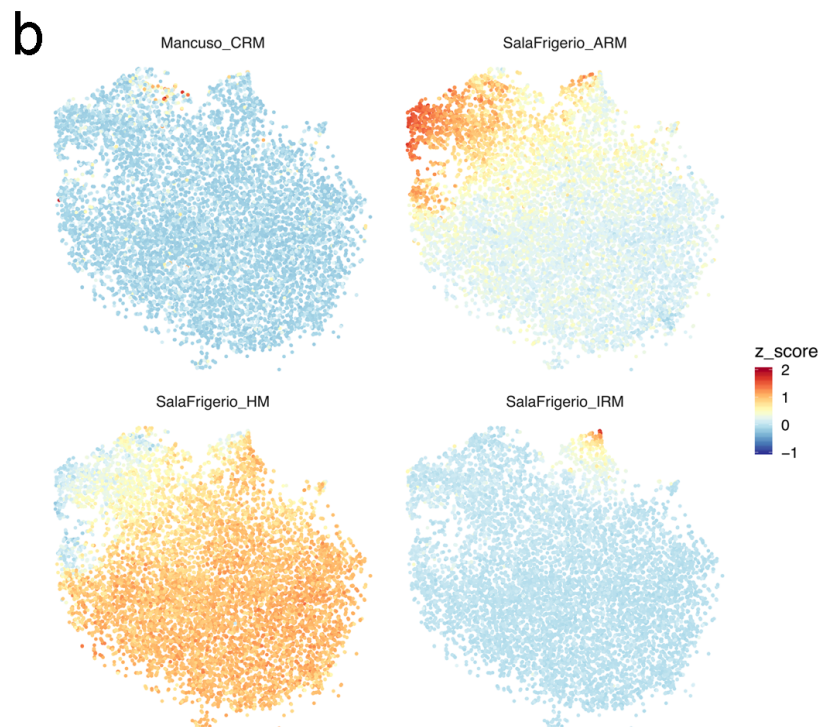 b
Mancuso_CRM
SalaFrigerio_ARM
z_score
2
1
0
−1
SalaFrigerio_HM
SalaFrigerio_IRM